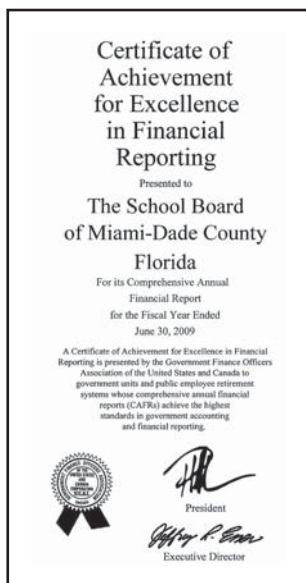 Certificate of
Achievement
for Excellence
in Financial
Reporting
Presented to
The School Board
of Miami-Dade County
Florida
For its Comprehensive Annual
Financial Report
for the Fiscal Year Ended
June 30, 2009
A Certificate of Achievement for Excellence in Financial
Reporting is presented by the Government Finance Officers
Association of the United States and Canada to
government units and public employee retirement
systems whose comprehensive annual financial
reports (CAFRs) achieve the highest
standards in government accounting
and financial reporting.
President
Jeffrey R. Enser
Executive Director